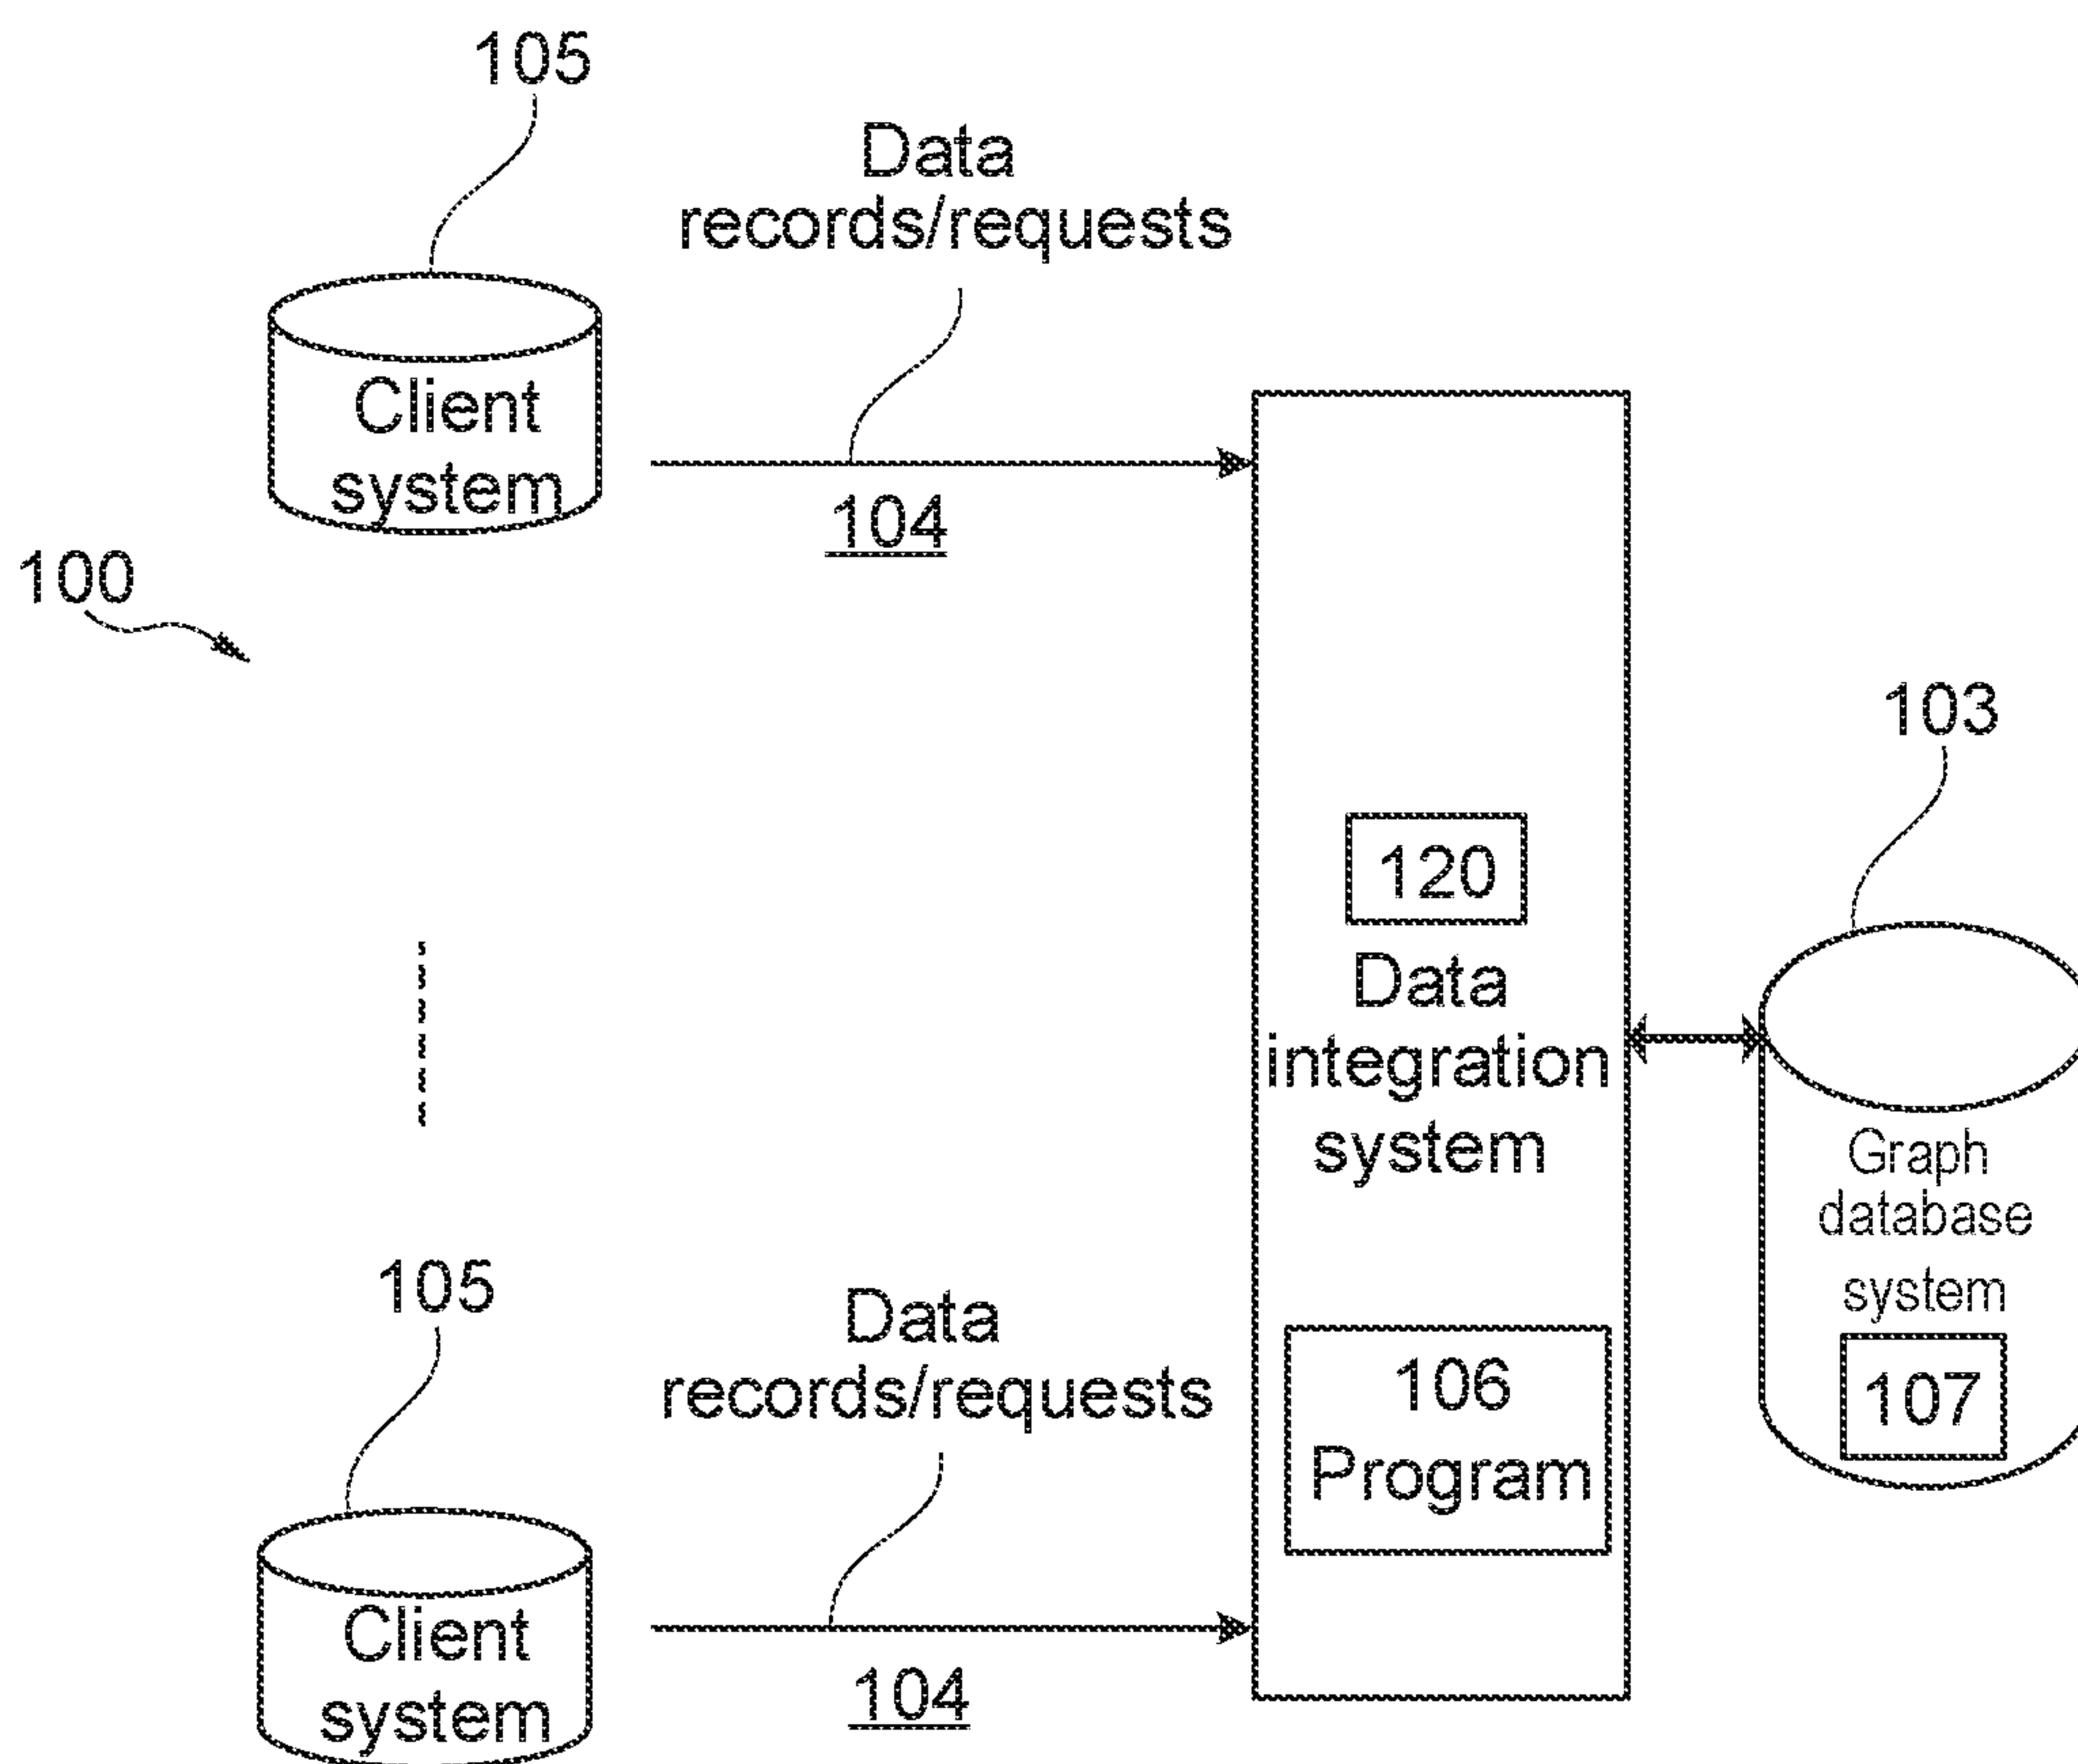 105
Data
records/requests
Client
system
104
100
103
120
Data
integration
system
Graph
database
system
107
105
Data
records/requests
106
Program
Client
system
104